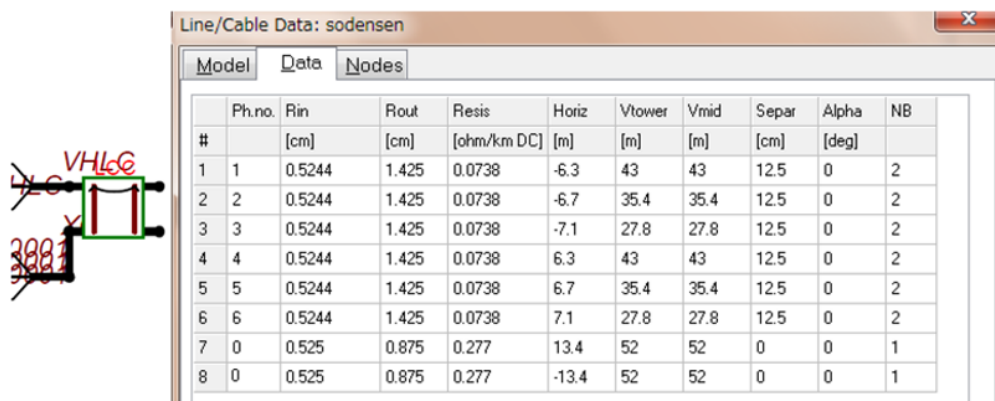 Line/Cable Data: sodensen
Model Data Nodes
Ph.no. Rin Rout Resis Horiz Vtower Vmid Separ Alpha NB
# [cm] [cm] [ohm/km DC] [m] [m] [m] [cm] [deg]
1 1 0.5244 1.425 0.0738 -6.3 43 43 12.5 0 2
2 2 0.5244 1.425 0.0738 -6.7 35.4 35.4 12.5 0 2
3 3 0.5244 1.425 0.0738 -7.1 27.8 27.8 12.5 0 2
4 4 0.5244 1.425 0.0738 6.3 43 43 12.5 0 2
5 5 0.5244 1.425 0.0738 6.7 35.4 35.4 12.5 0 2
6 6 0.5244 1.425 0.0738 7.1 27.8 27.8 12.5 0 2
7 0 0.525 0.875 0.277 13.4 52 52 0 0 1
8 0 0.525 0.875 0.277 -13.4 52 52 0 0 1
VHLC
LCC